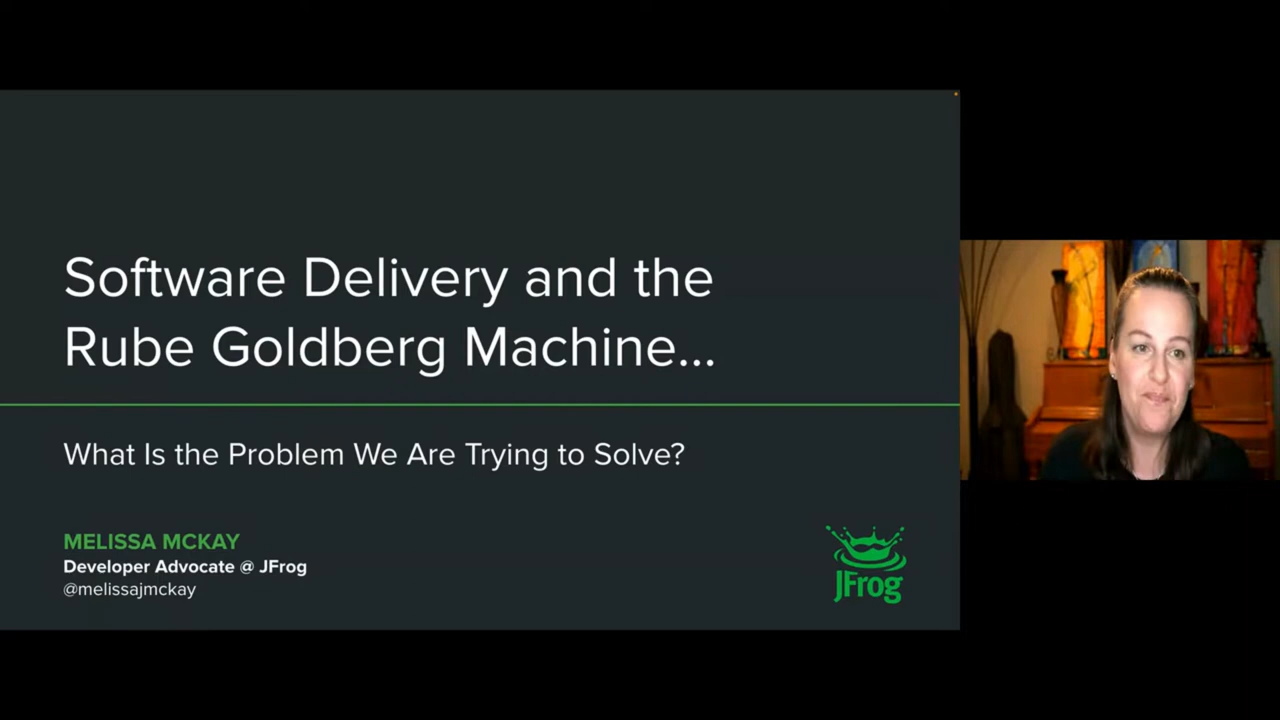 Software Delivery and the
Rube Goldberg Machine...
What Is the Problem We Are Trying to Solve?
MELISSA MCKAY
Developer Advocate @ JFrog
@melissajmckay
JFrog